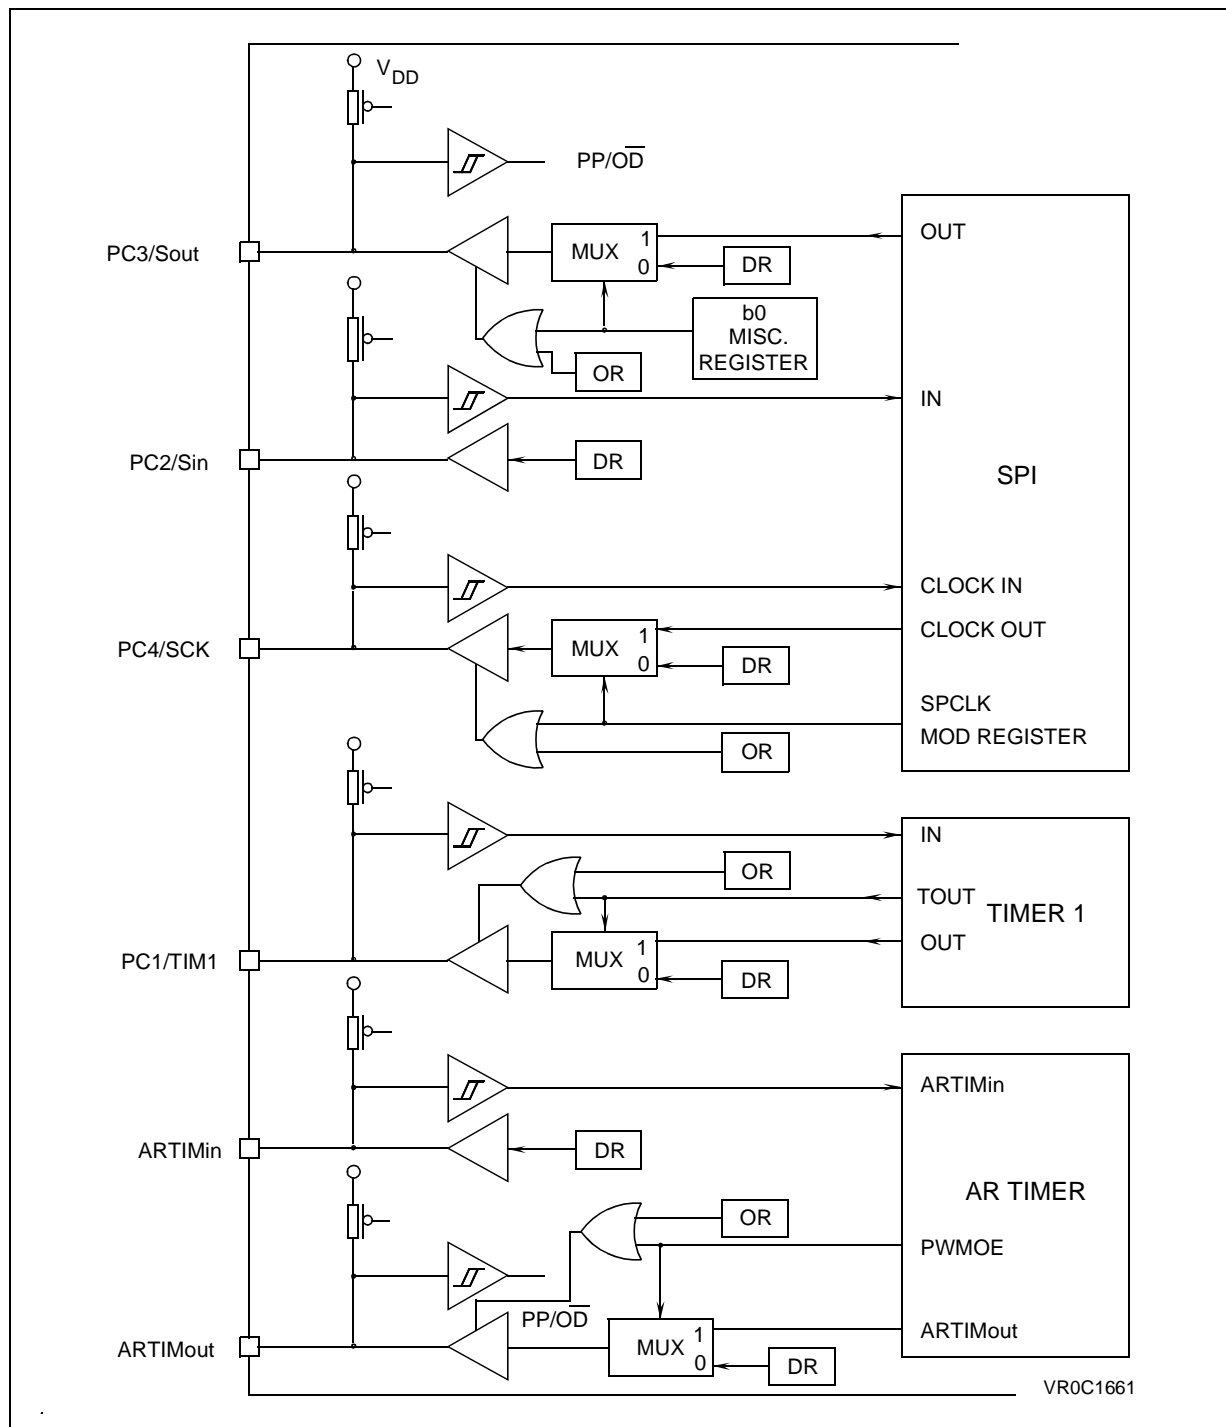 VDD
PP/OD
PC3/Sout
MUX
1
0
OUT
DR
b0
MISC.
REGISTER
OR
IN
PC2/Sin
DR
SPI
CLOCK IN
CLOCK OUT
PC4/SCK
MUX
1
0
DR
SPCLK
MOD REGISTER
OR
IN
OR
TOUT
TIMER 1
OUT
PC1/TIM1
MUX
1
0
DR
ARTIMin
ARTIMin
DR
AR TIMER
OR
PWMOE
PP/OD
ARTIMout
MUX
1
0
ARTIMout
DR
VR0C1661